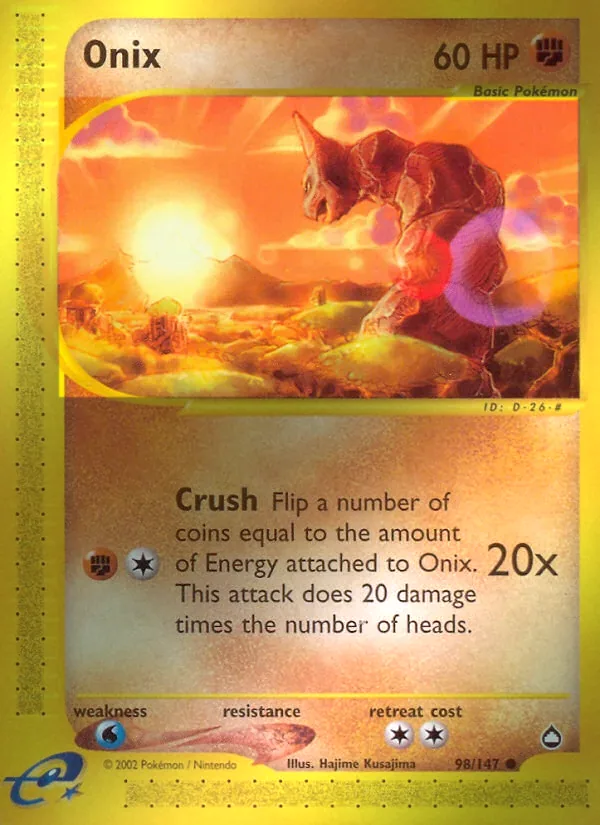 Onix
60 HP
Basic Pokémon
ID: D-26-#
Crush Flip a number of
coins equal to the amount
of Energy attached to Onix.
This attack does 20 damage
times the number of heads.
20x
weakness
resistance
retreat cost
© 2002 Pokémon / Nintendo
Illus. Hajime Kusajima
98/147
e